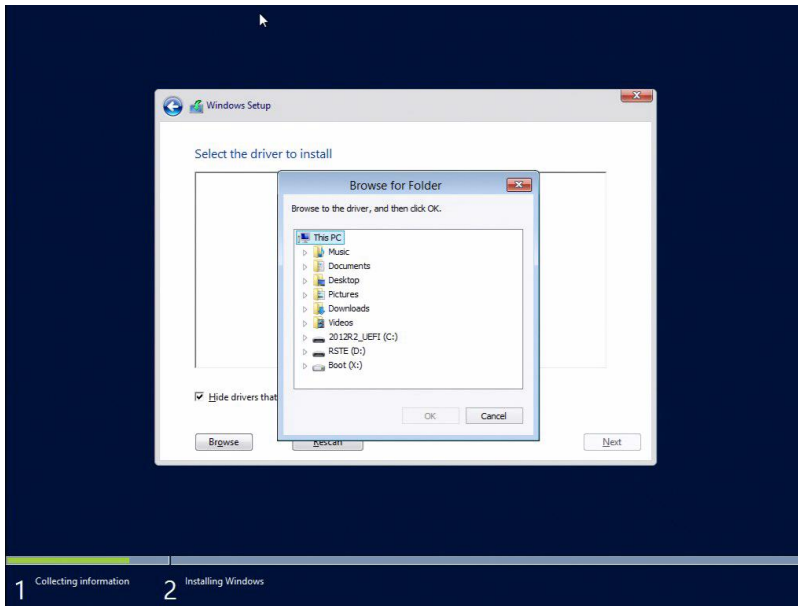 Windows Setup
Select the driver to install
Browse for Folder
Browse to the driver, and then click OK.
This PC
Music
Documents
Desktop
Pictures
Downloads
Videos
2012R2_UEFI (C:)
RSTE (D:)
Boot (X:)
Hide drivers that
OK
Cancel
Browse
Rescan
Next
1 Collecting information
2 Installing Windows